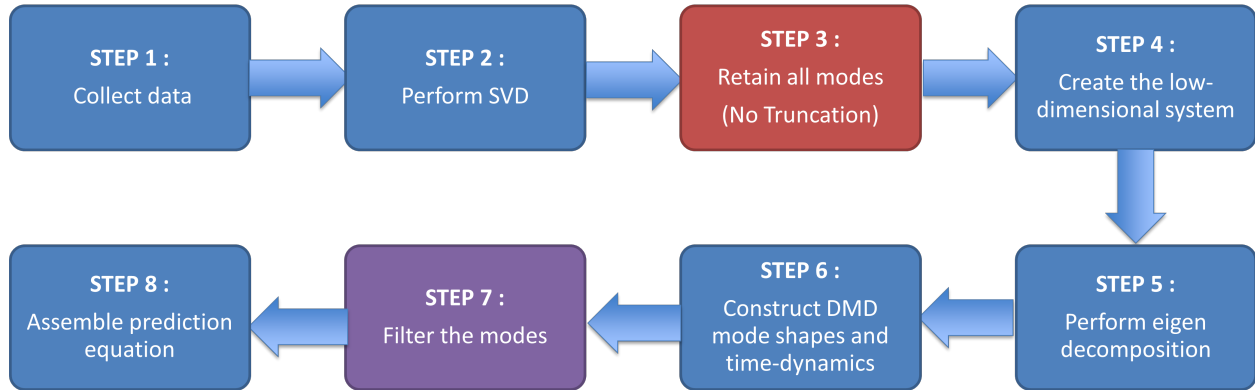 STEP 1 :
Collect data
STEP 2 :
Perform SVD
STEP 3 :
Retain all modes
(No Truncation)
STEP 4 :
Create the low-
dimensional system
STEP 5 :
Perform eigen
decomposition
STEP 6 :
Construct DMD
mode shapes and
time-dynamics
STEP 7 :
Filter the modes
STEP 8 :
Assemble prediction
equation